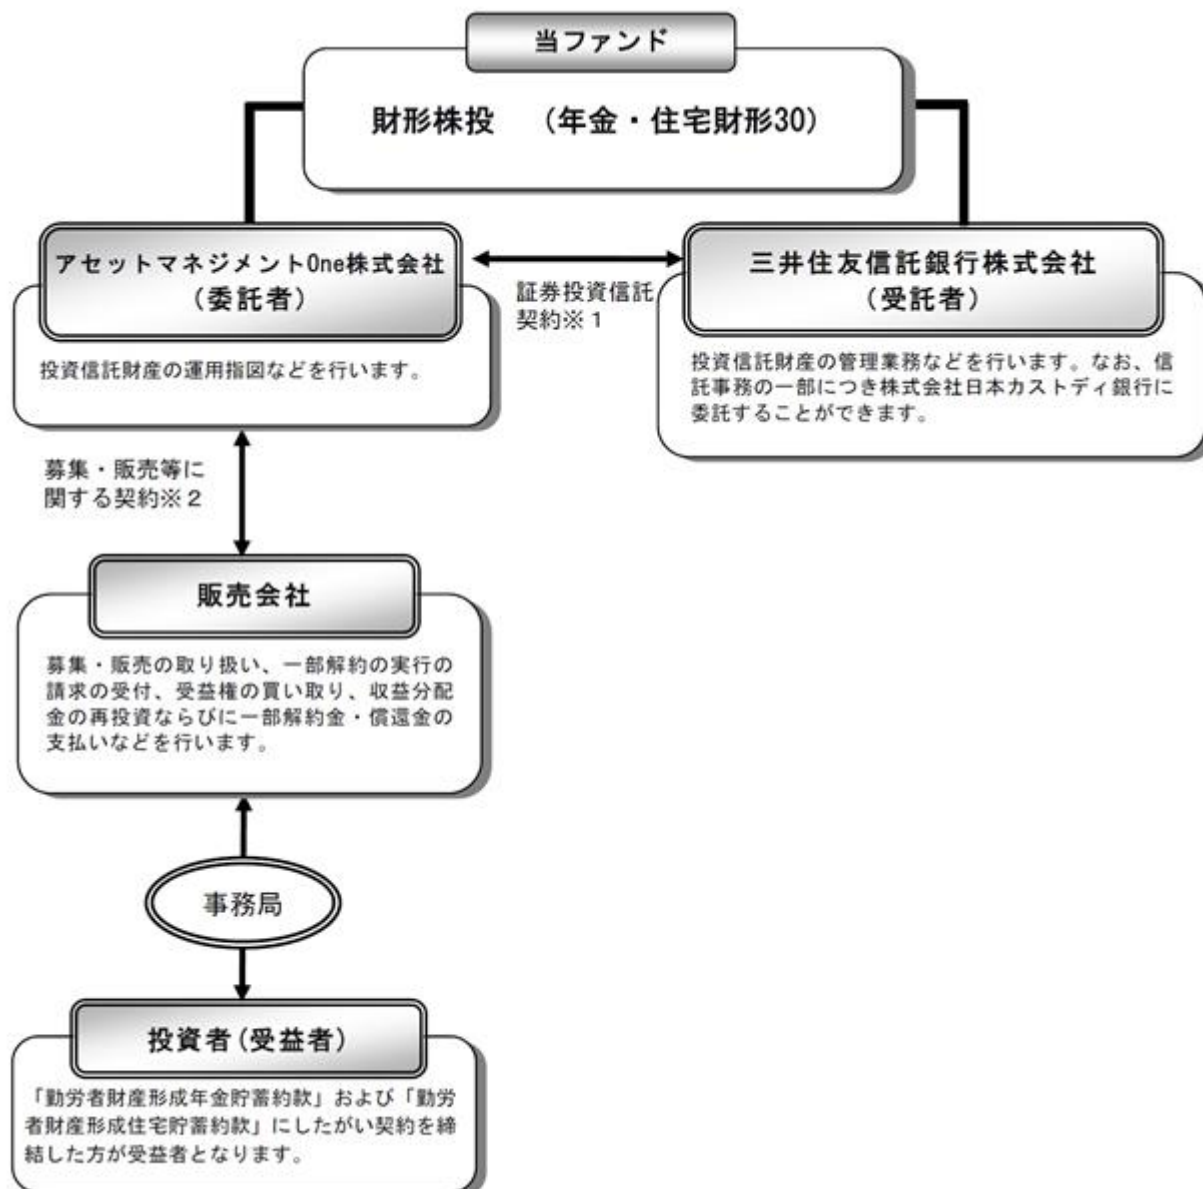 当ファンド
財形株投　（年金・住宅財形30）
アセットマネジメントOne株式会社
（委託者）
投資信託財産の運用指図などを行います。
証券投資信託
契約※１
三井住友信託銀行株式会社
（受託者）
投資信託財産の管理業務などを行います。なお、信
託事務の一部につき株式会社日本カストディ銀行に
委託することができます。
募集・販売等に
関する契約※２
販売会社
募集・販売の取り扱い、一部解約の実行の
請求の受付、受益権の買い取り、収益分配
金の再投資ならびに一部解約金・償還金の
支払いなどを行います。
事務局
投資者(受益者)
「勤労者財産形成年金貯蓄約款」および「勤労
者財産形成住宅貯蓄約款」にしたがい契約を締
結した方が受益者となります。